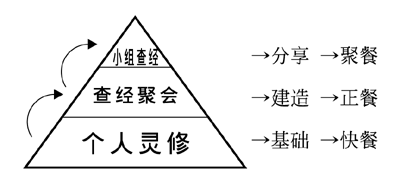 小组查经 →分享 →聚餐
查经聚会 →建造 →正餐
个人灵修 →基础 →快餐